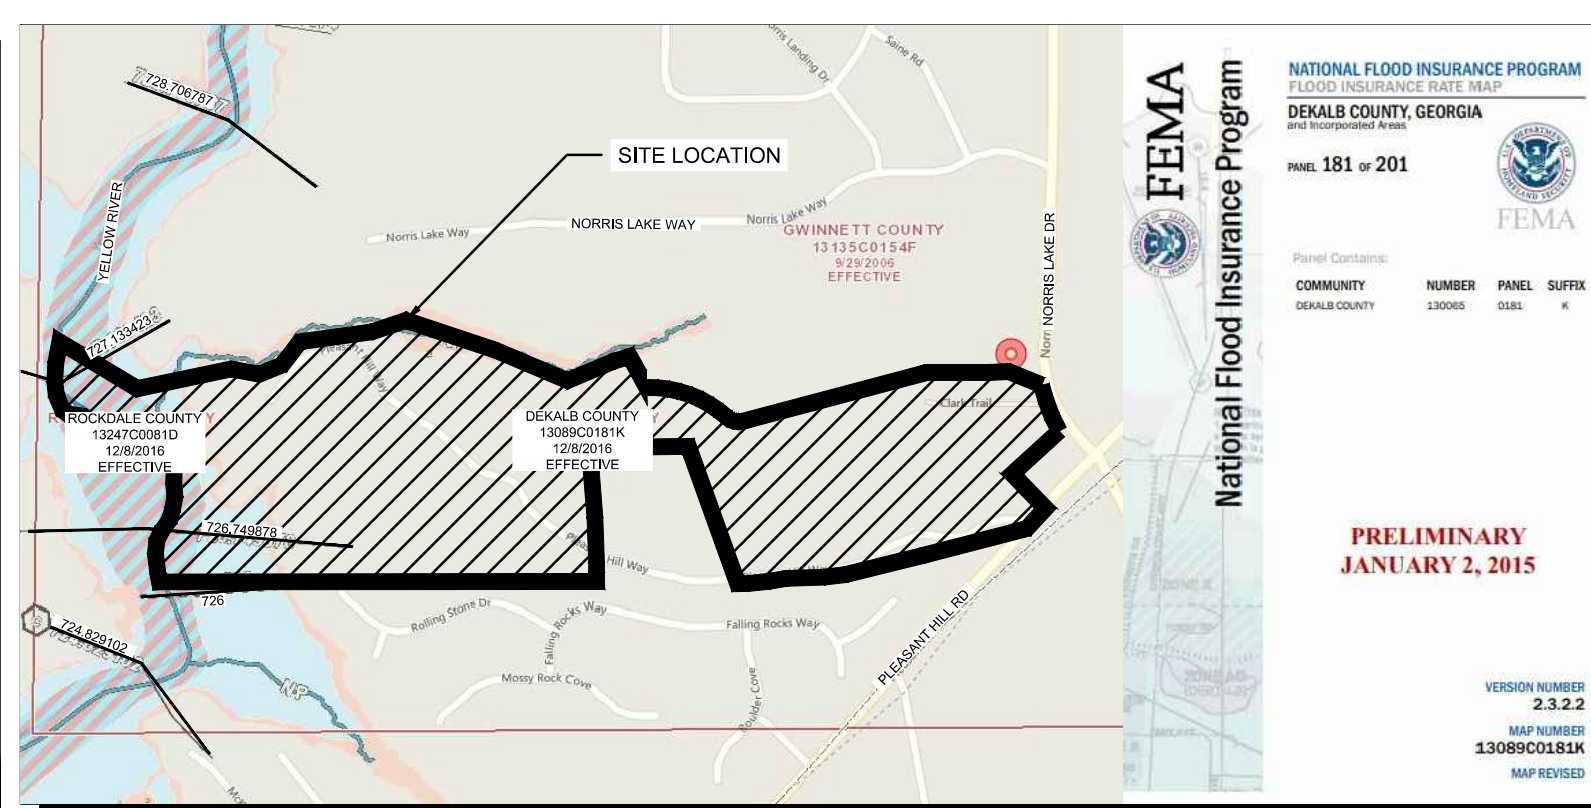 728.706787
YELLOW RIVER
SITE LOCATION
Norris Landing Dr
Saine Rd
Norris Lake Way
NORRIS LAKE WAY
Norris Lake Way
GWINNETT COUNTY
13135C0154F
9/29/2006
EFFECTIVE
NORRIS LAKE DR
727.133423
Pleasant Hill Way
Clark Trail
ROCKDALE COUNTY
13247C0081D
12/8/2016
EFFECTIVE
DEKALB COUNTY
13089C0181K
12/8/2016
EFFECTIVE
726.749878
726
724.829102
Hill Way
Rolling Stone Dr
Falling Rocks Way
Falling Rocks Way
Mossy Rock Cove
Boulder Cove
PLEASANT HILL RD
NP
FEMA
National Flood Insurance Program
NATIONAL FLOOD INSURANCE PROGRAM
FLOOD INSURANCE RATE MAP
DEKALB COUNTY, GEORGIA
and Incorporated Areas
PANEL 181 OF 201
FEMA
Panel Contains:
COMMUNITY NUMBER PANEL SUFFIX
DEKALB COUNTY 130065 0181 K
PRELIMINARY
JANUARY 2, 2015
VERSION NUMBER
2.3.2.2
MAP NUMBER
13089C0181K
MAP REVISED
ZONE X